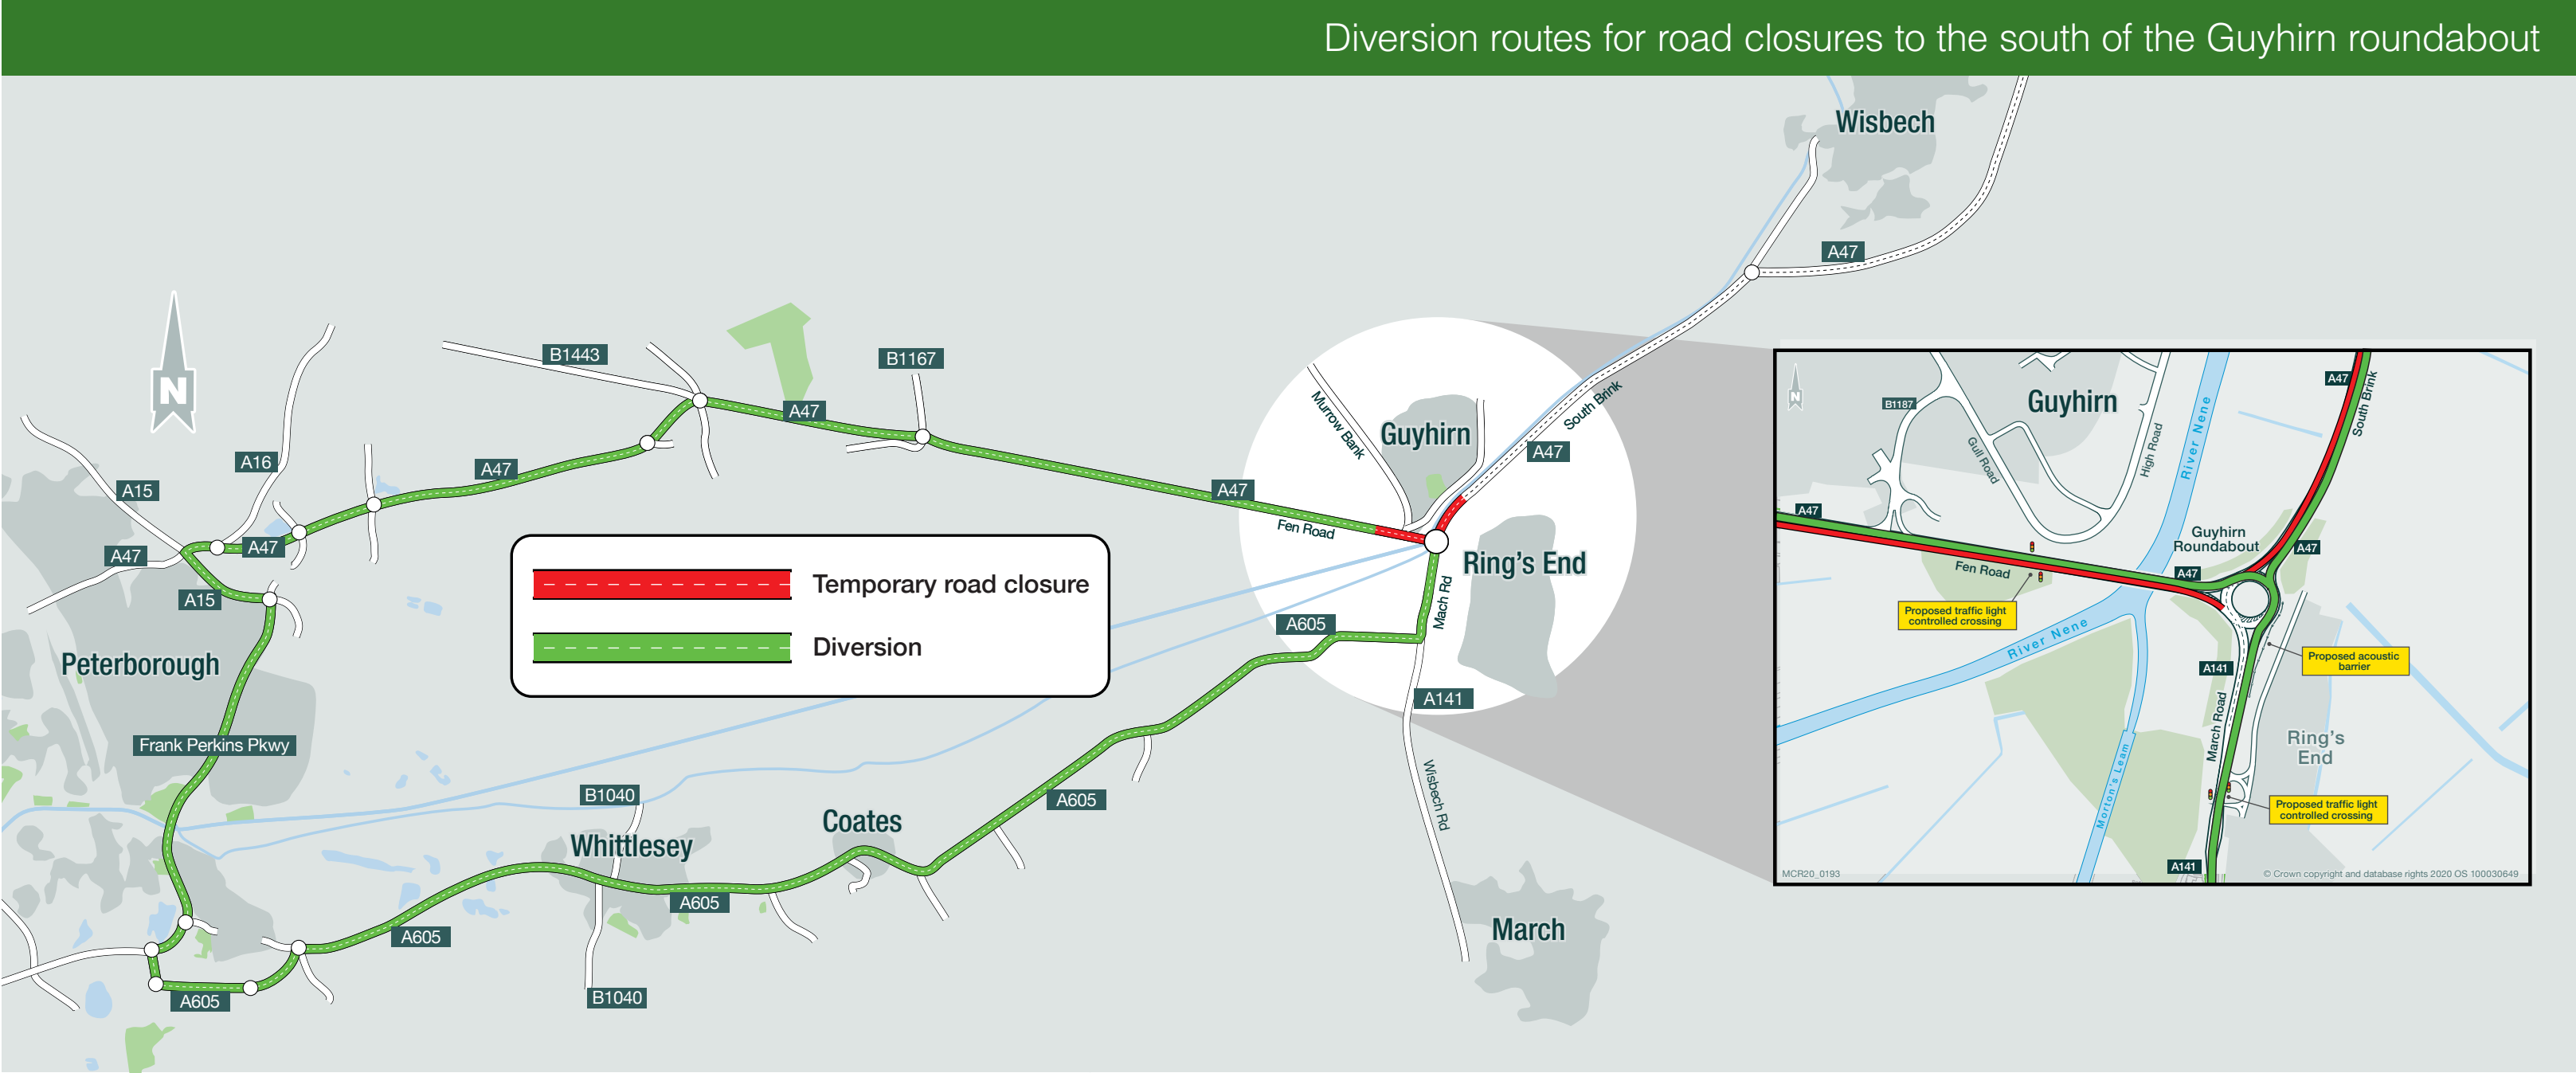 Diversion routes for road closures to the south of the Guyhirn roundabout
Wisbech
A47
N
B1443
B1167
A47
A16
A15
A47
A47
A47
A47
A15
Murrow Bank
Guyhirn
South Brink
A47
Fen Road
Ring's End
Mach Rd
A605
A141
Wisbech Rd
Temporary road closure
Diversion
Peterborough
Frank Perkins Pkwy
B1040
Whittlesey
Coates
A605
A605
A605
A605
B1040
March
N
B1187
Guyhirn
Gull Road
High Road
River Nene
A47
South Brink
A47
Fen Road
Guyhirn
Roundabout
A47
A47
Proposed traffic light
controlled crossing
River Nene
A141
Proposed acoustic
barrier
March Road
Ring's
End
Morton's Leam
Proposed traffic light
controlled crossing
A141
MCR20_0193
© Crown copyright and database rights 2020 OS 100030649